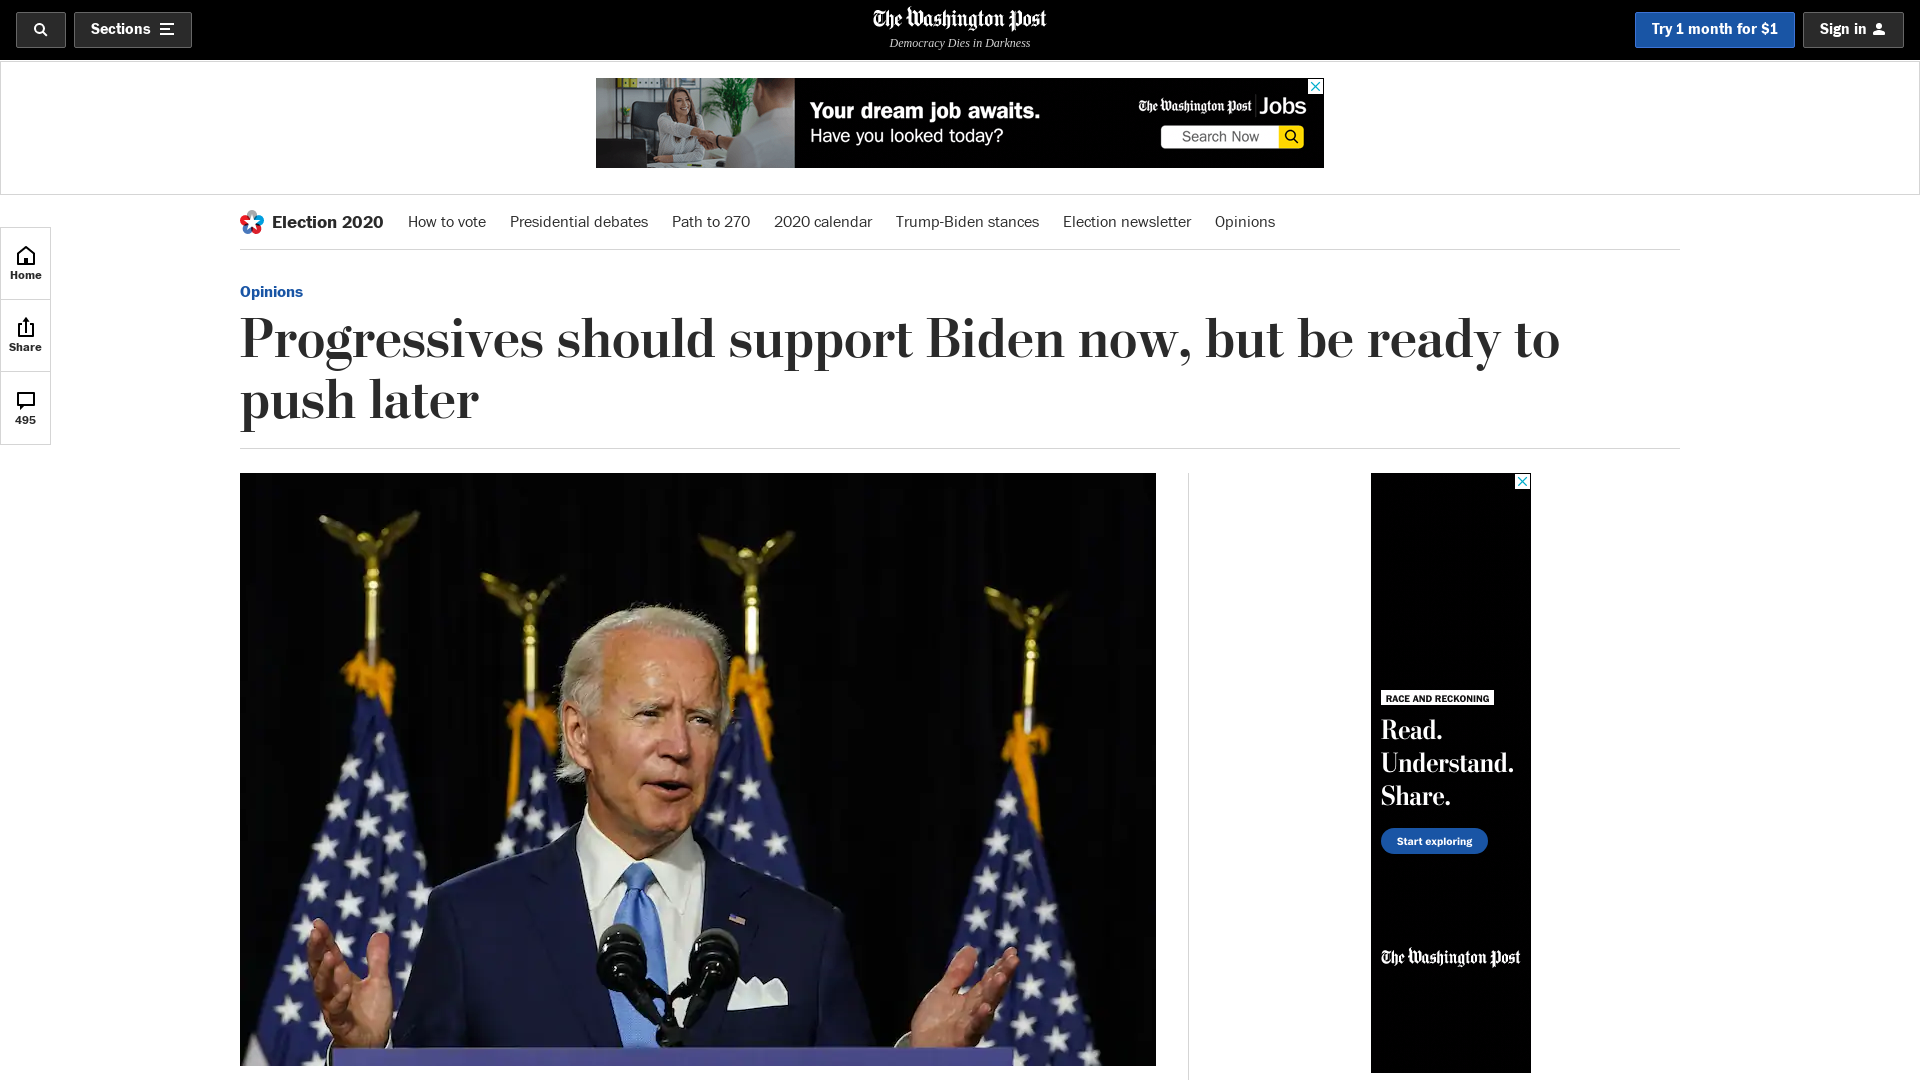 Sections
The Washington Post
Democracy Dies in Darkness
Try 1 month for $1
Sign in
Your dream job awaits.
Have you looked today?
The Washington Post Jobs
Search Now
Election 2020 How to vote Presidential debates Path to 270 2020 calendar Trump-Biden stances Election newsletter Opinions
Home
Share
495
Opinions
Progressives should support Biden now, but be ready to
push later
RACE AND RECKONING
Read.
Understand.
Share.
Start exploring
The Washington Post